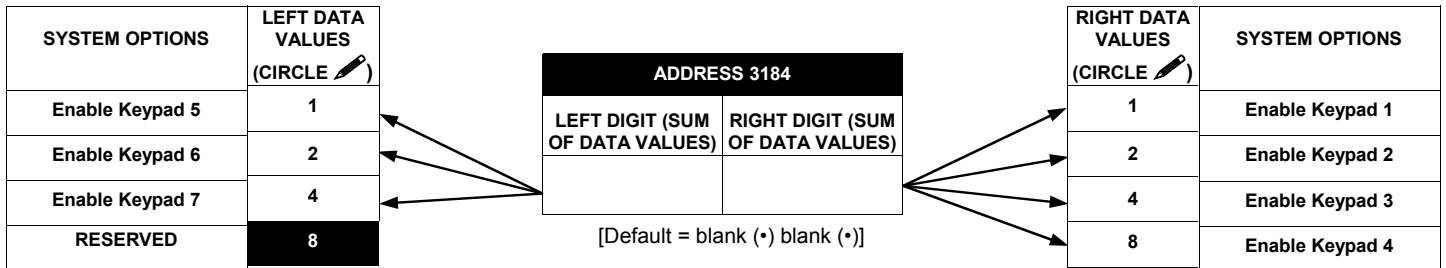 SYSTEM OPTIONS
LEFT DATA
VALUES
(CIRCLE ✎)
Enable Keypad 5
1
Enable Keypad 6
2
Enable Keypad 7
4
RESERVED
8
ADDRESS 3184
LEFT DIGIT (SUM
OF DATA VALUES)
RIGHT DIGIT (SUM
OF DATA VALUES)
[Default = blank (•) blank (•)]
RIGHT DATA
VALUES
(CIRCLE ✎)
SYSTEM OPTIONS
1
Enable Keypad 1
2
Enable Keypad 2
4
Enable Keypad 3
8
Enable Keypad 4